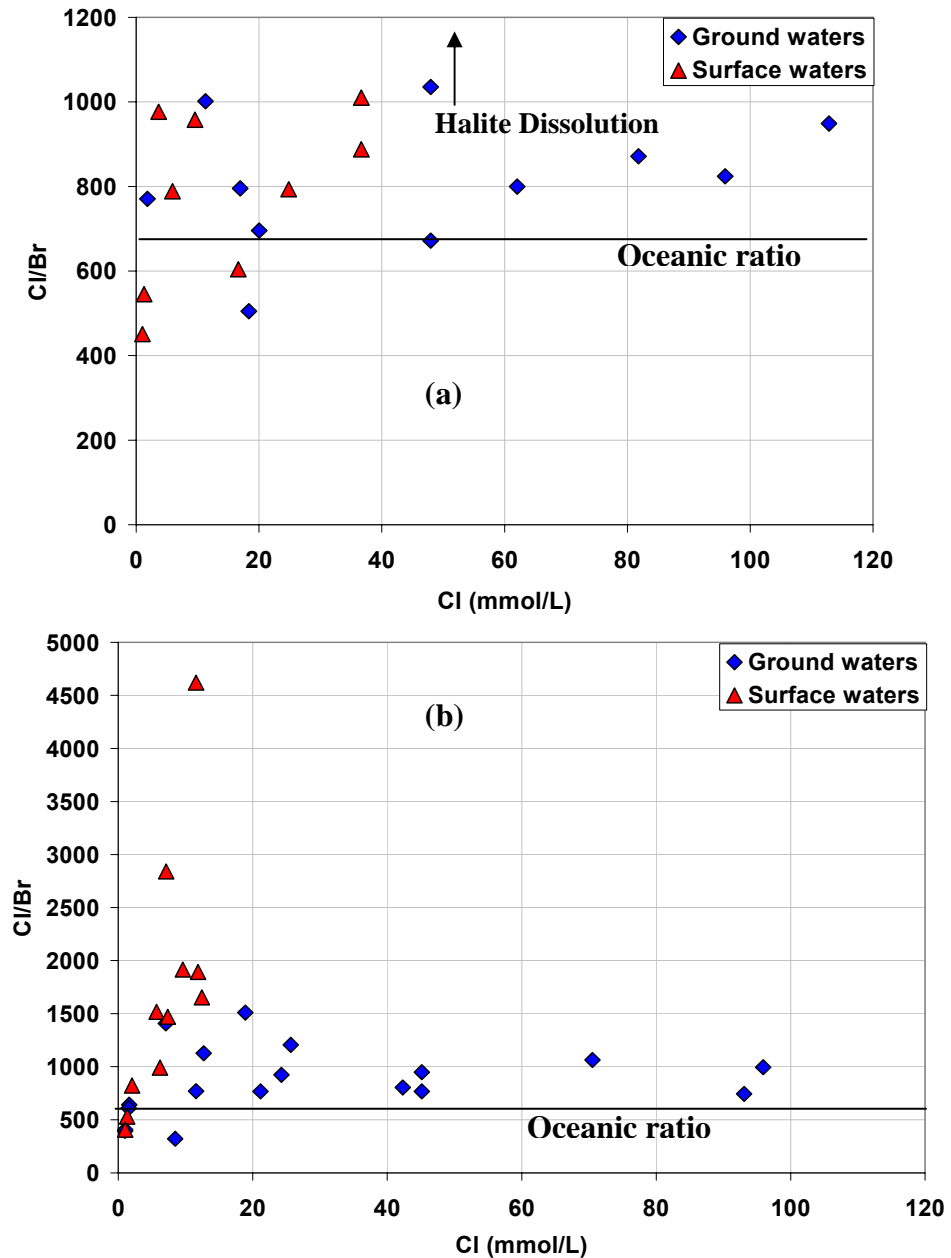 1200
1000
800
600
400
200
0
Cl/Br
Ground waters
Surface waters
Halite Dissolution
Oceanic ratio
(a)
0 20 40 60 80 100 120
Cl (mmol/L)
5000
4500
4000
3500
3000
2500
2000
1500
1000
500
0
Cl/Br
Ground waters
Surface waters
(b)
Oceanic ratio
0 20 40 60 80 100 120
Cl (mmol/L)